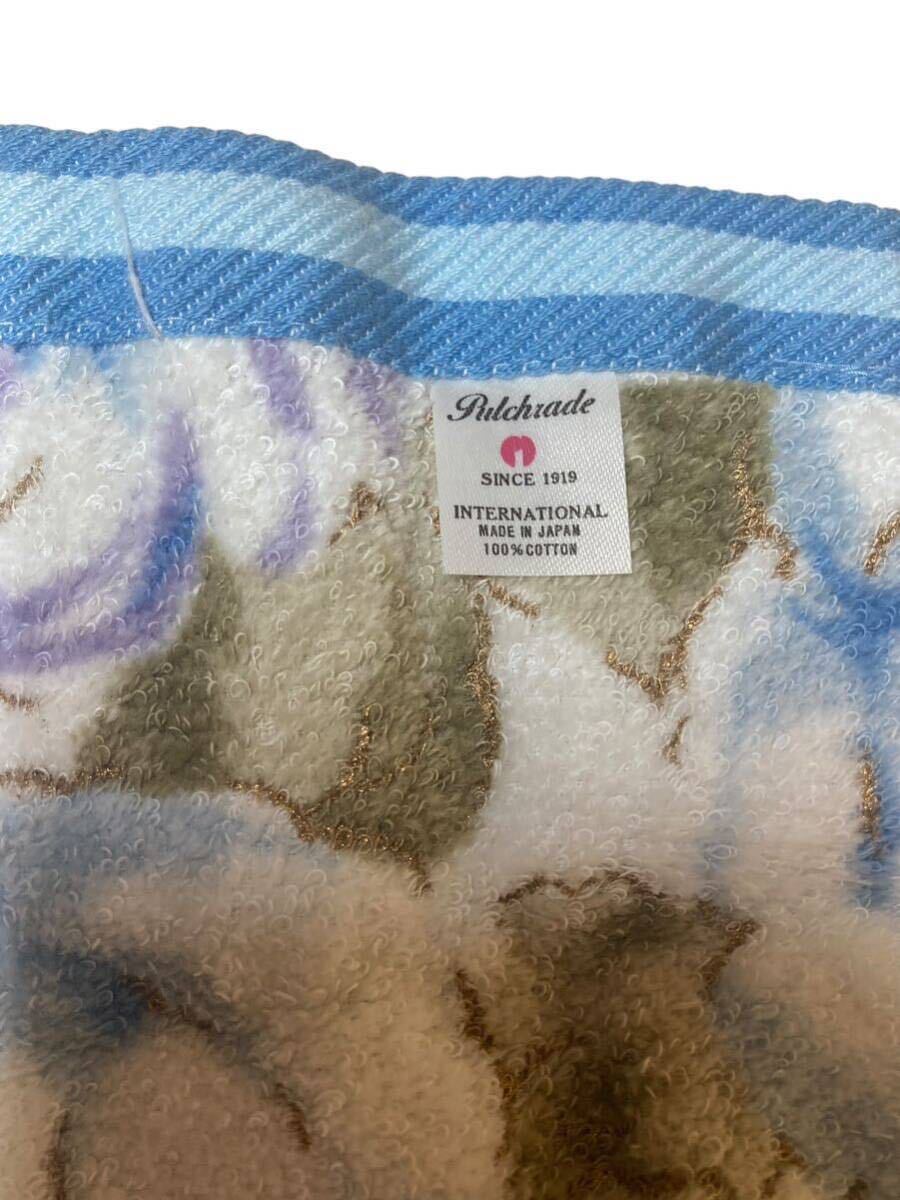 Pulchrade
SINCE 1919
INTERNATIONAL
MADE IN JAPAN
100%COTTON